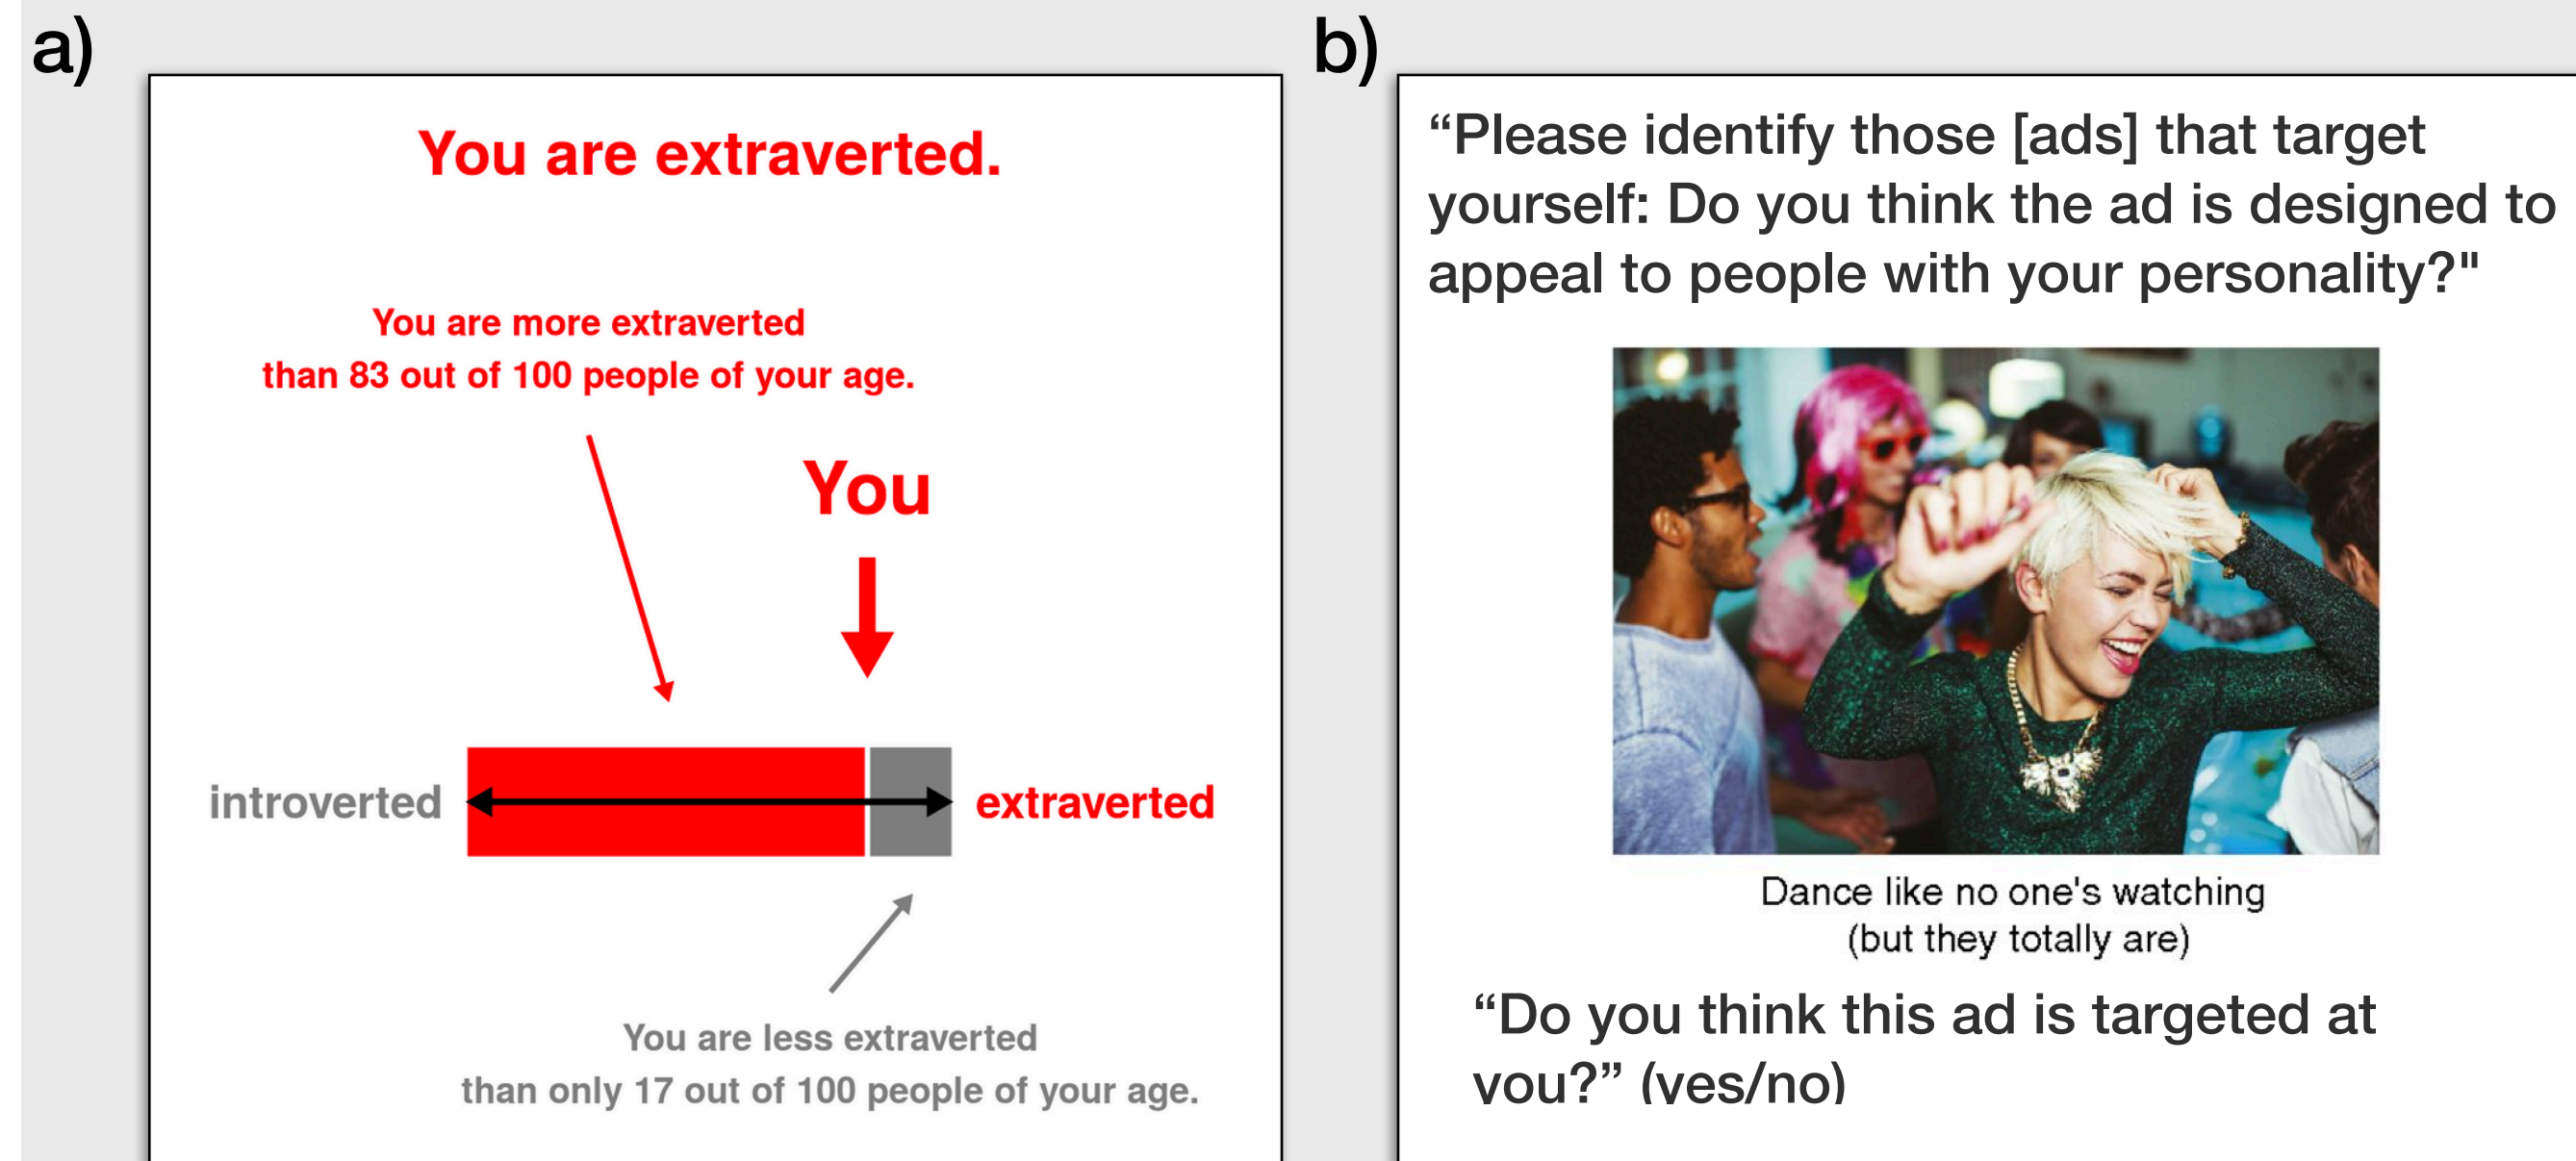 a)
You are extraverted.
You are more extraverted
than 83 out of 100 people of your age.
You
introverted
extraverted
You are less extraverted
than only 17 out of 100 people of your age.
b)
“Please identify those [ads] that target
yourself: Do you think the ad is designed to
appeal to people with your personality?"
Dance like no one's watching
(but they totally are)
“Do you think this ad is targeted at
you?” (yes/no)